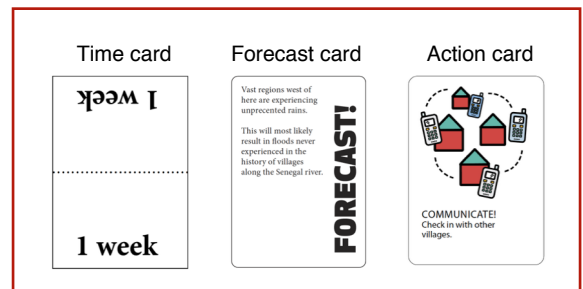 Time card
Forecast card
Action card
1 week
1 week
Vast regions west of
here are experiencing
unprecented rains.
This will most likely
result in floods never
experienced in the
history of villages
along the Senegal river.
FORECAST!
COMMUNICATE!
Check in with other
villages.